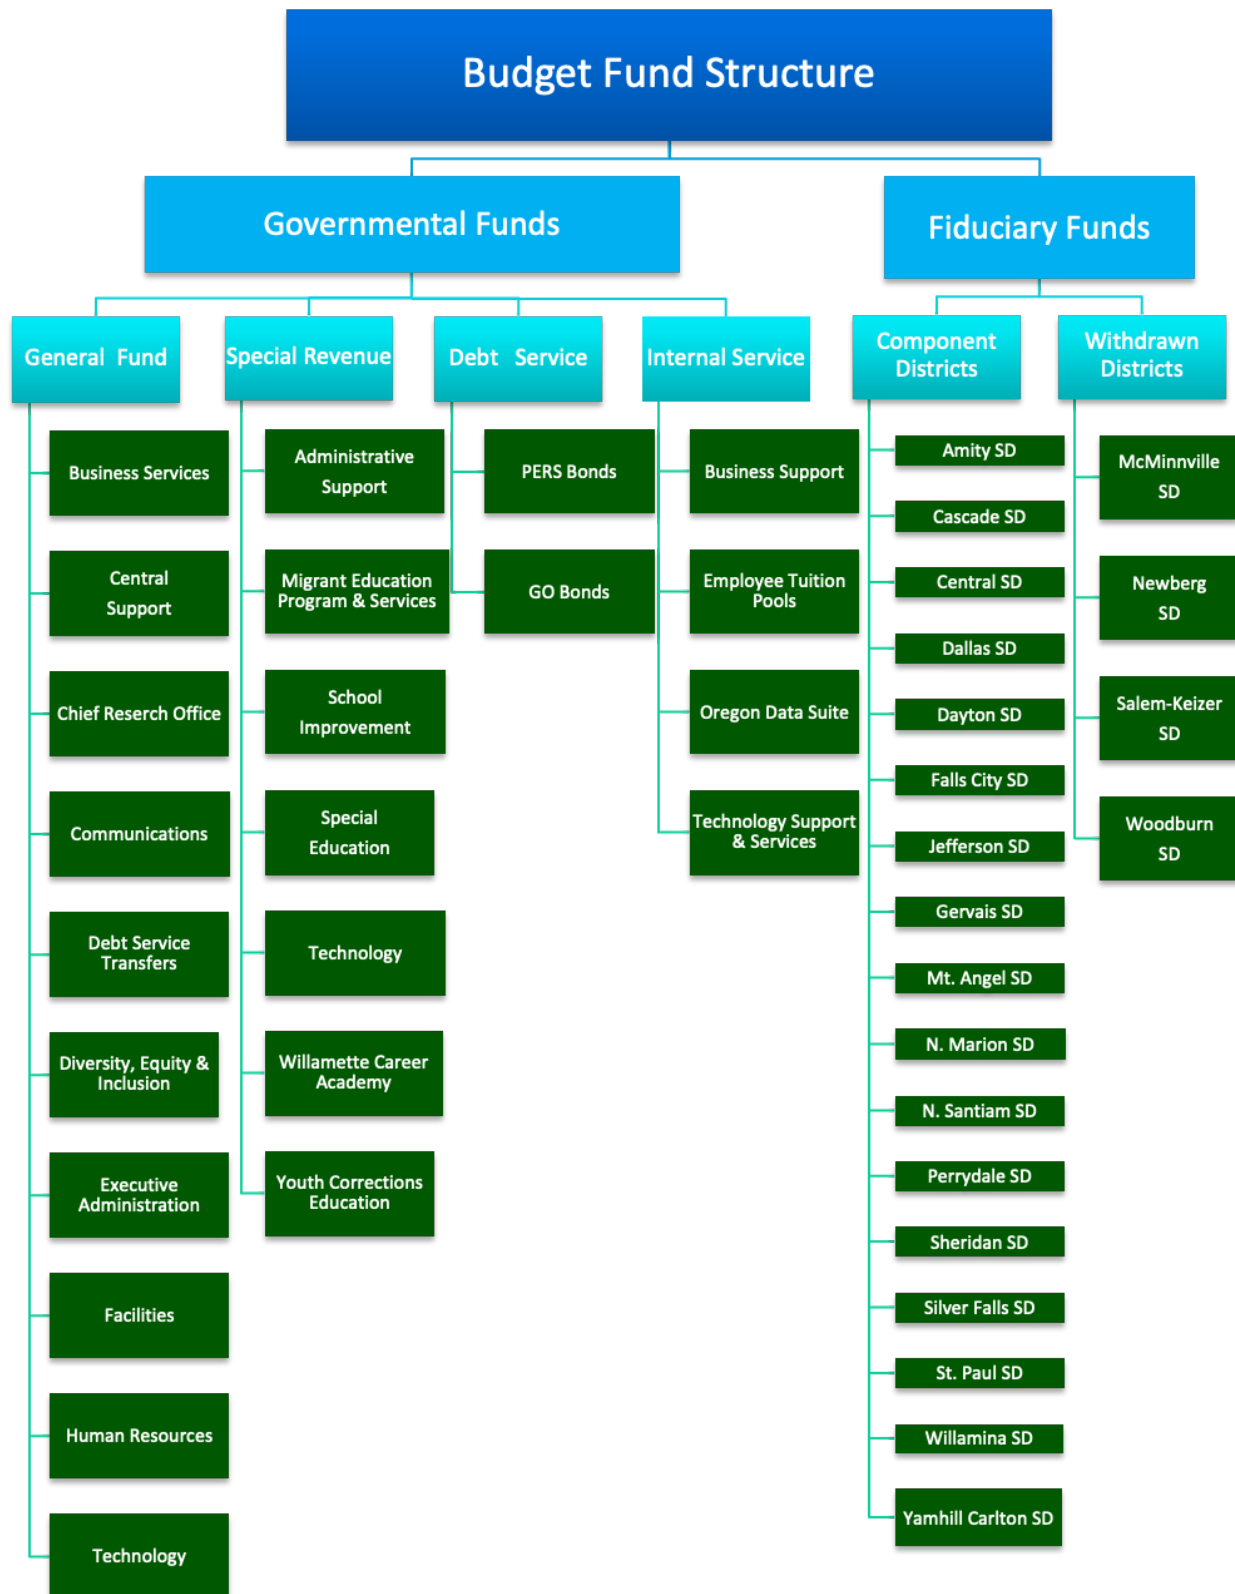 Budget Fund Structure
Governmental Funds
Fiduciary Funds
General Fund
Special Revenue
Debt Service
Internal Service
Component
Districts
Withdrawn
Districts
Business Services
Central
Support
Chief Reserch Office
Communications
Debt Service
Transfers
Diversity, Equity &
Inclusion
Executive
Administration
Facilities
Human Resources
Technology
Administrative
Support
Migrant Education
Program & Services
School
Improvement
Special
Education
Technology
Willamette Career
Academy
Youth Corrections
Education
PERS Bonds
GO Bonds
Business Support
Employee Tuition
Pools
Oregon Data Suite
Technology Support
& Services
Amity SD
Cascade SD
Central SD
Dallas SD
Dayton SD
Falls City SD
Jefferson SD
Gervais SD
Mt. Angel SD
N. Marion SD
N. Santiam SD
Perrydale SD
Sheridan SD
Silver Falls SD
St. Paul SD
Willamina SD
Yamhill Carlton SD
McMinnville
SD
Newberg
SD
Salem-Keizer
SD
Woodburn
SD